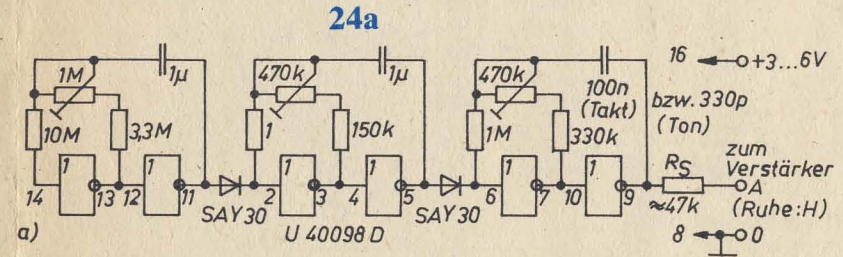 24a
1M
1µ
470k
1µ
470k
100n
(Takt)
bzw. 330p
(Ton)
16
+3...6V
10M
3,3M
1
150k
1M
330k
zum
Verstärker
A
(Ruhe:H)
RS
≈47k
1
1
1
1
1
1
14
13
12
11
2
3
4
5
6
7
10
9
SAY30
SAY30
U 40098 D
8
0
a)